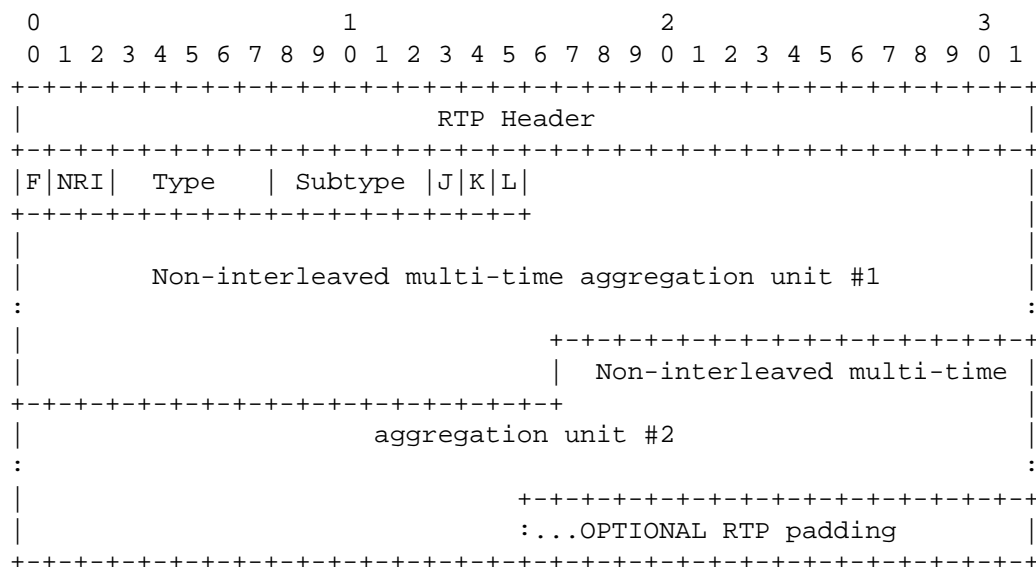 0                   1                   2                   3
 0 1 2 3 4 5 6 7 8 9 0 1 2 3 4 5 6 7 8 9 0 1 2 3 4 5 6 7 8 9 0 1
+-+-+-+-+-+-+-+-+-+-+-+-+-+-+-+-+-+-+-+-+-+-+-+-+-+-+-+-+-+-+-+-+
|                          RTP Header                           |
+-+-+-+-+-+-+-+-+-+-+-+-+-+-+-+-+-+-+-+-+-+-+-+-+-+-+-+-+-+-+-+-+
|F|NRI|  Type   | Subtype |J|K|L|                               |
+-+-+-+-+-+-+-+-+-+-+-+-+-+-+-+-+                               |
|                                                               |
|        Non-interleaved multi-time aggregation unit #1         |
:                                                               :
|                                 +-+-+-+-+-+-+-+-+-+-+-+-+-+-+-+
|                                 |  Non-interleaved multi-time |
+-+-+-+-+-+-+-+-+-+-+-+-+-+-+-+-+-+                             |
|                      aggregation unit #2                      |
:                                                               :
|                               +-+-+-+-+-+-+-+-+-+-+-+-+-+-+-+-+
|                               :...OPTIONAL RTP padding        |
+-+-+-+-+-+-+-+-+-+-+-+-+-+-+-+-+-+-+-+-+-+-+-+-+-+-+-+-+-+-+-+-+